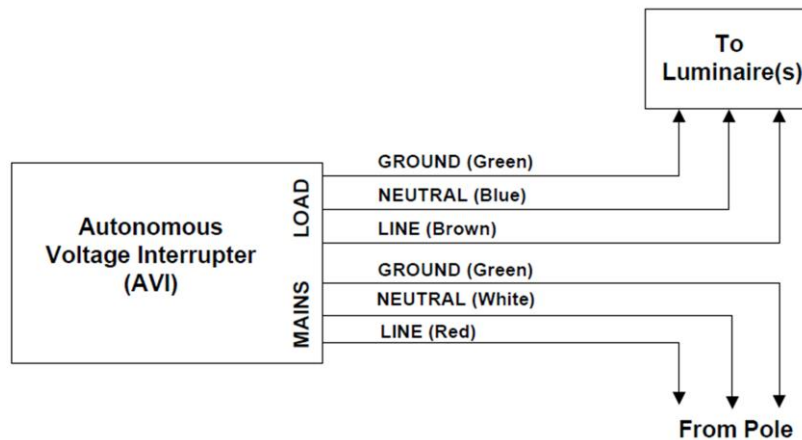 To
Luminaire(s)
GROUND (Green)
NEUTRAL (Blue)
LINE (Brown)
LOAD
Autonomous
Voltage Interrupter
(AVI)
MAINS
GROUND (Green)
NEUTRAL (White)
LINE (Red)
From Pole